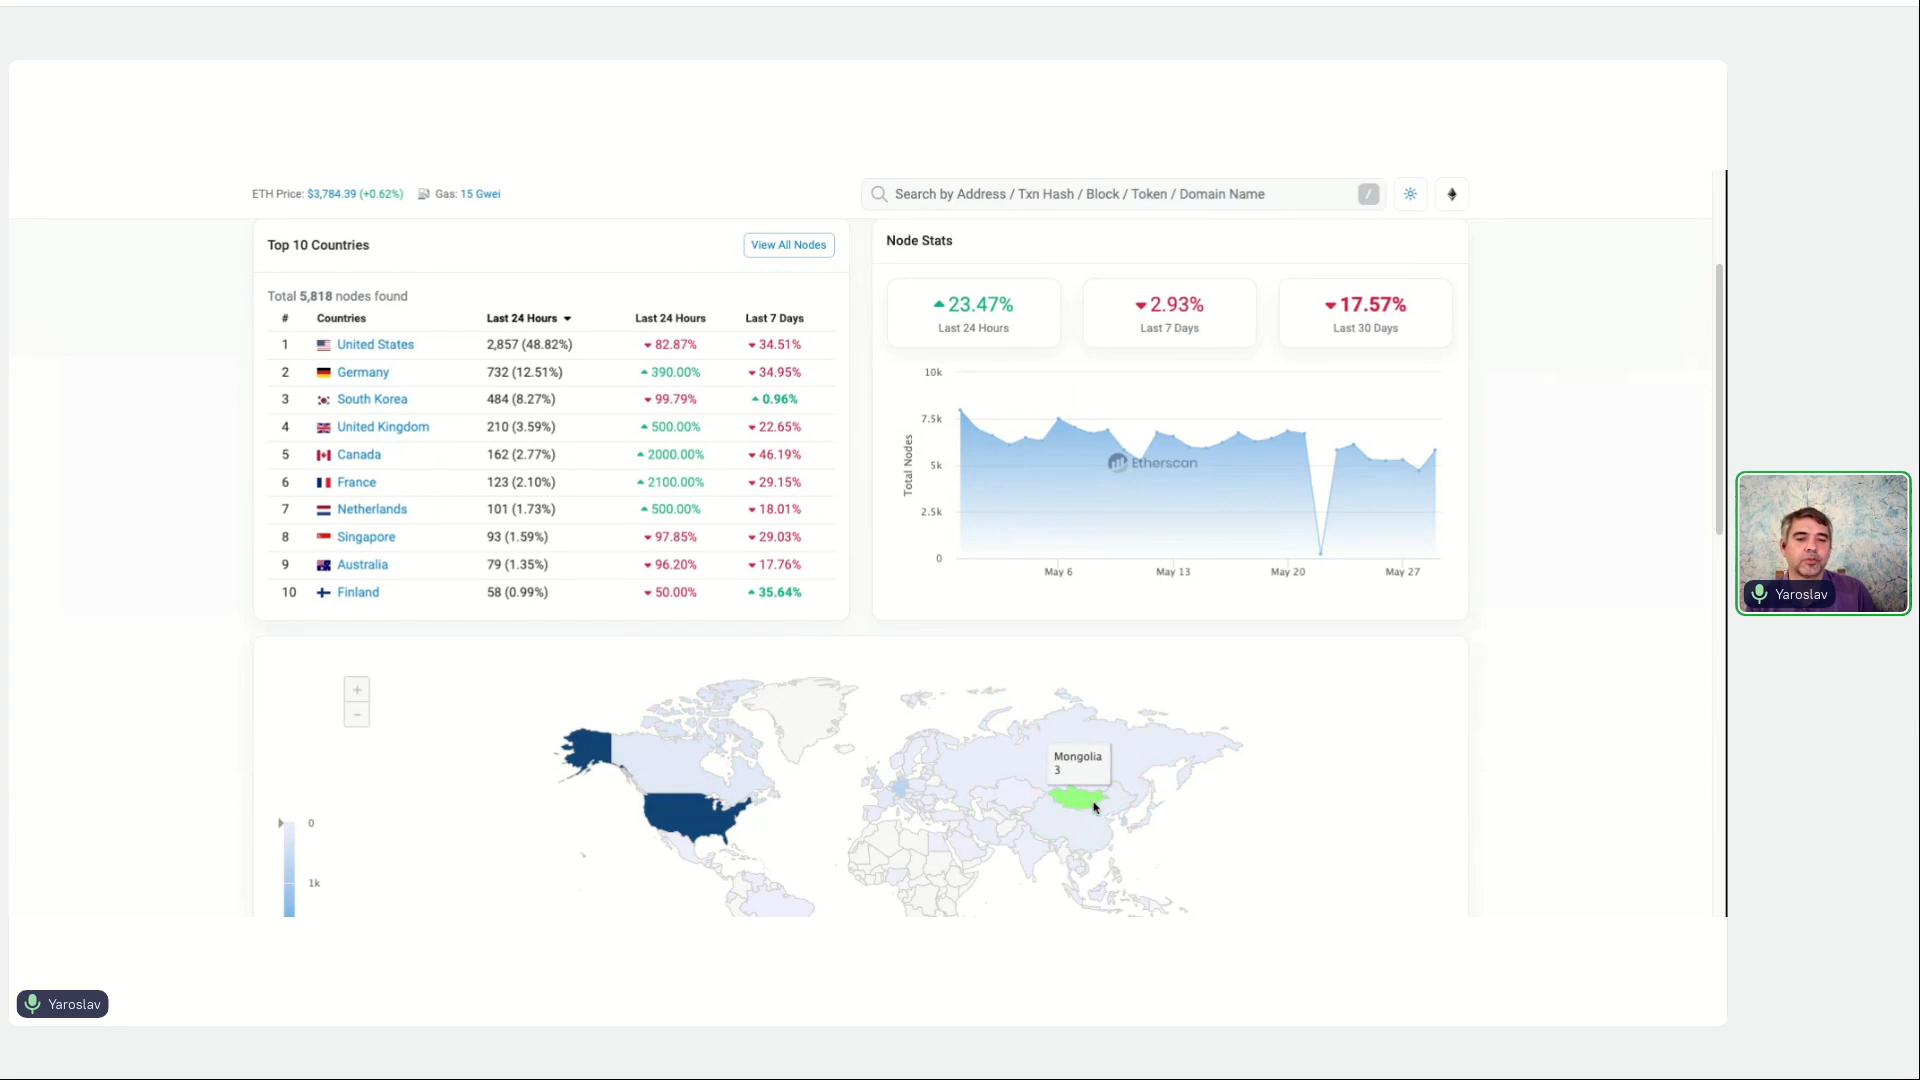 ETH Price: $3,784.39 (+0.62%) Gas: 15 Gwei
Search by Address / Txn Hash / Block / Token / Domain Name /
Top 10 Countries View All Nodes
Total 5,818 nodes found
# Countries Last 24 Hours Last 24 Hours Last 7 Days
1 United States 2,857 (48.82%) 82.87% 34.51%
2 Germany 732 (12.51%) 390.00% 34.95%
3 South Korea 484 (8.27%) 99.79% 0.96%
4 United Kingdom 210 (3.59%) 500.00% 22.65%
5 Canada 162 (2.77%) 2000.00% 46.19%
6 France 123 (2.10%) 2100.00% 29.15%
7 Netherlands 101 (1.73%) 500.00% 18.01%
8 Singapore 93 (1.59%) 97.85% 29.03%
9 Australia 79 (1.35%) 96.20% 17.76%
10 Finland 58 (0.99%) 50.00% 35.64%
Node Stats
23.47% 2.93% 17.57%
Last 24 Hours Last 7 Days Last 30 Days
10k
7.5k
5k
2.5k
0
Total Nodes
Etherscan
May 6 May 13 May 20 May 27
+
−
Mongolia
3
0
1k
Yaroslav
Yaroslav